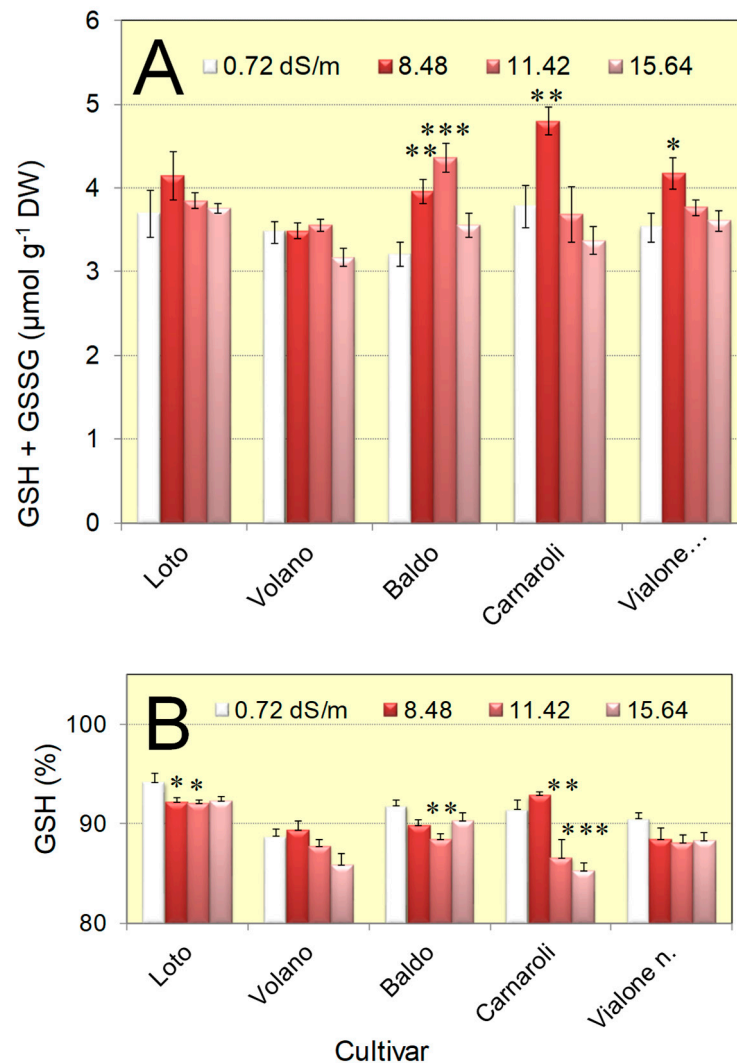 6
A
0.72 dS/m 8.48 11.42 15.64
5
**
***
**
*
4
3
2
1
0
GSH + GSSG (µmol g-1 DW)
Loto
Volano
Baldo
Carnaroli
Vialone…
B
0.72 dS/m 8.48 11.42 15.64
100
* *
**
**
***
90
80
GSH (%)
Loto
Volano
Baldo
Carnaroli
Vialone n.
Cultivar